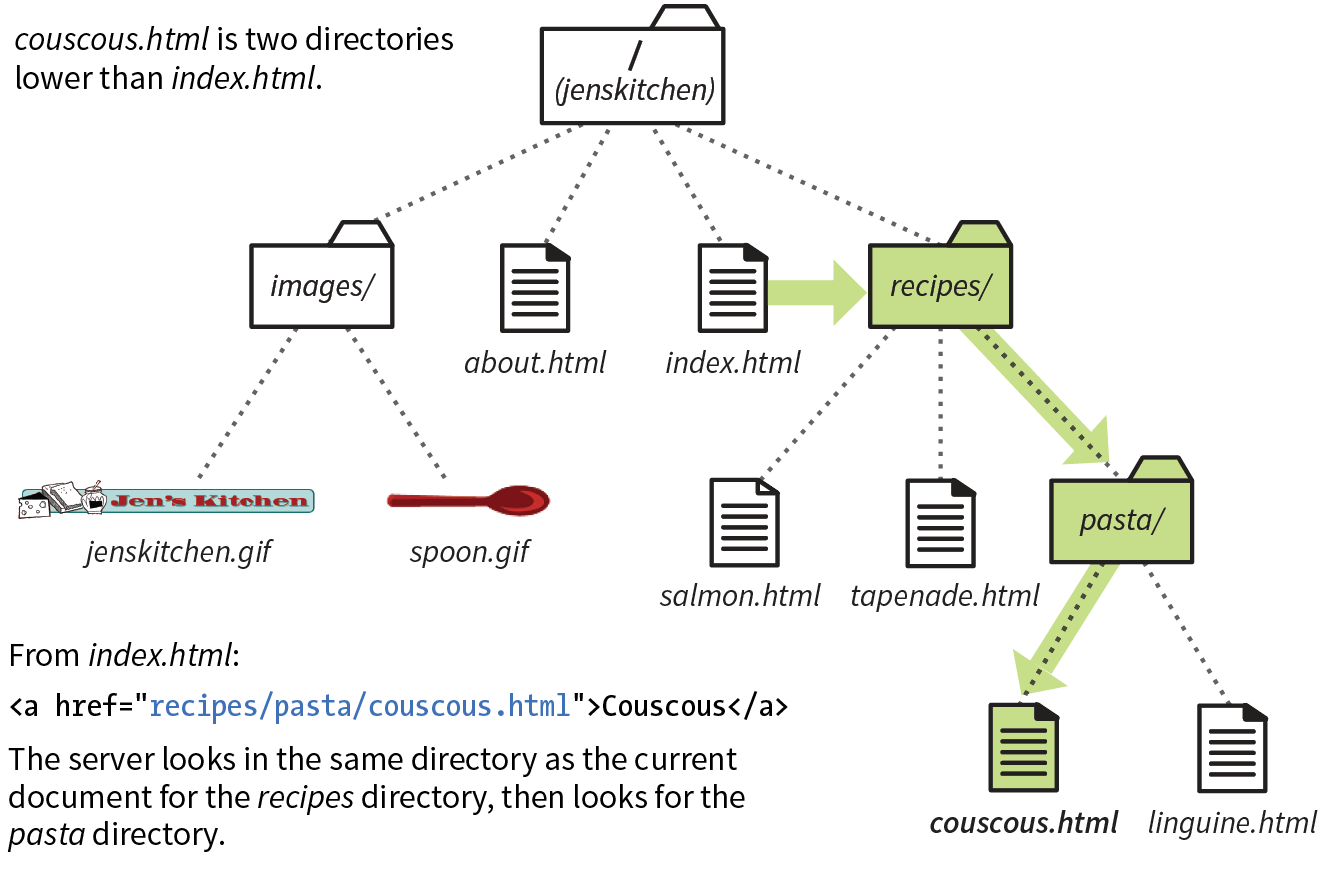 couscous.html is two directories
lower than index.html.
/
(jenskitchen)
images/
about.html
index.html
recipes/
Jen's Kitchen
jenskitchen.gif
spoon.gif
salmon.html
tapenade.html
pasta/
couscous.html
linguine.html
From index.html:
<a href="recipes/pasta/couscous.html">Couscous</a>
The server looks in the same directory as the current
document for the recipes directory, then looks for the
pasta directory.